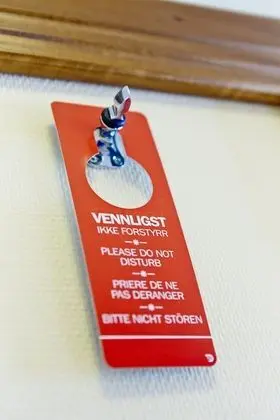 VENNLIGST
IKKE FORSTYRR
PLEASE DO NOT
DISTURB
PRIERE DE NE
PAS DERANGER
BITTE NICHT STÖREN